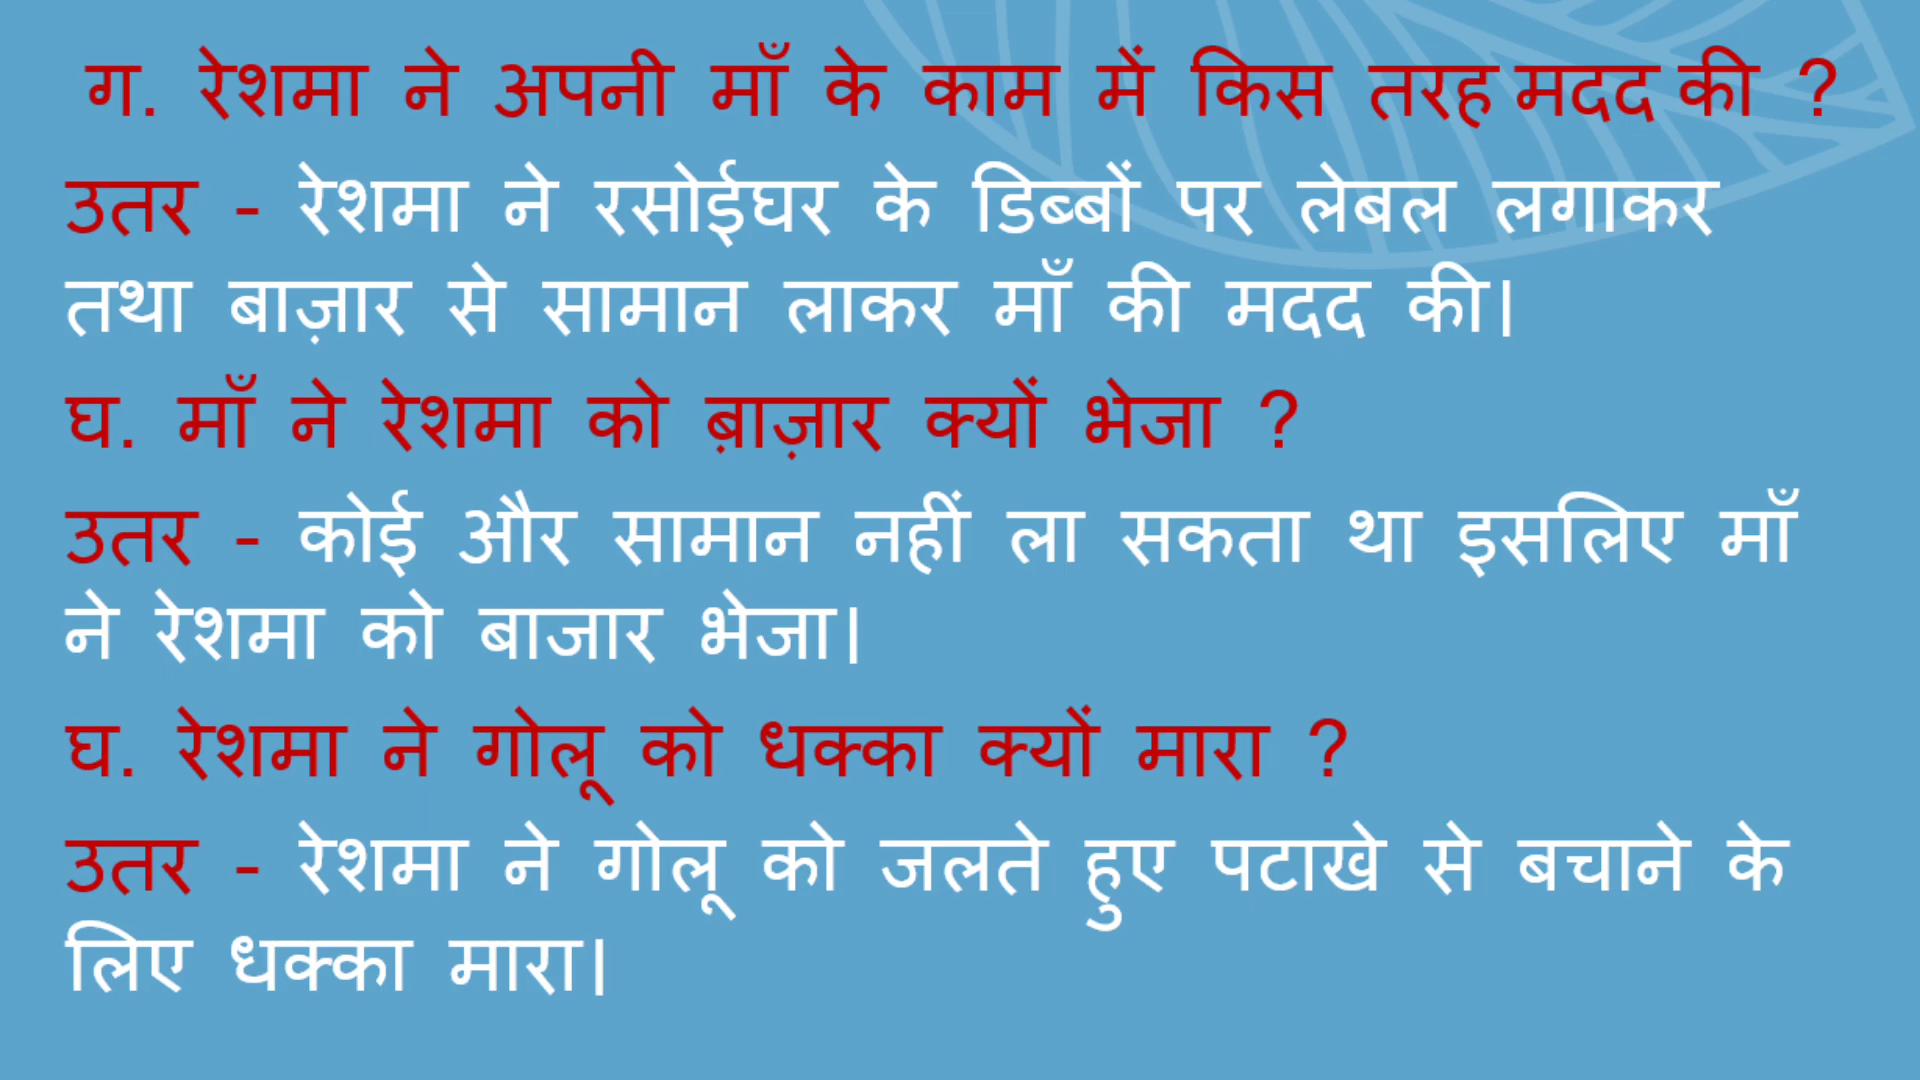 ग. रेशमा ने अपनी माँ के काम में किस तरह मदद की ?
उतर - रेशमा ने रसोईघर के डिब्बों पर लेबल लगाकर
तथा बाज़ार से सामान लाकर माँ की मदद की|
घ. माँ ने रेशमा को ब़ाज़ार क्यों भेजा ?
उतर - कोई और सामान नहीं ला सकता था इसलिए माँ
ने रेशमा को बाजार भेजा|
घ. रेशमा ने गोलू को धक्का क्यों मारा ?
उतर - रेशमा ने गोलू को जलते हुए पटाखे से बचाने के
लिए धक्का मारा|